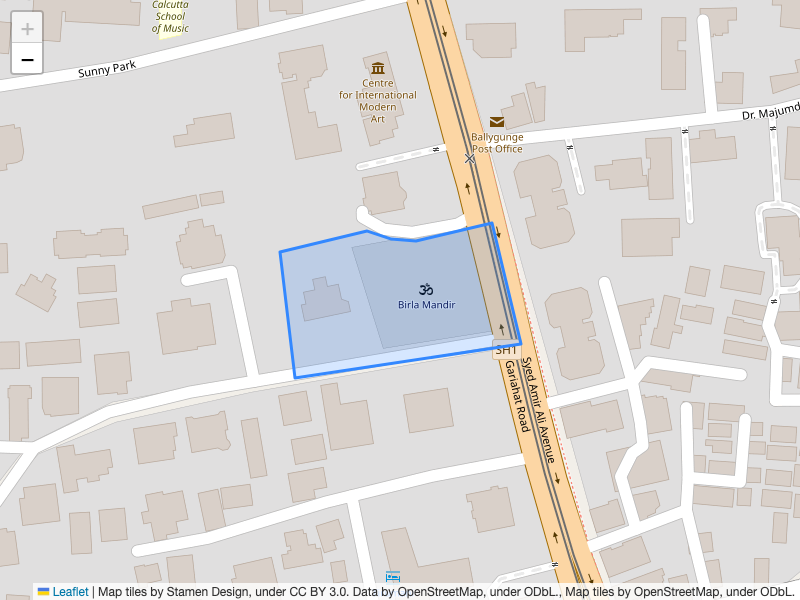 Calcutta
School
of Music
+
−
Sunny Park
Centre
for International
Modern
Art
Ballygunge
Post Office
Dr. Majumd
ॐ
Birla Mandir
SH1
Gariahat Road
Syed Amir Ali Avenue
Leaflet | Map tiles by Stamen Design, under CC BY 3.0. Data by OpenStreetMap, under ODbL., Map tiles by OpenStreetMap, under ODbL.